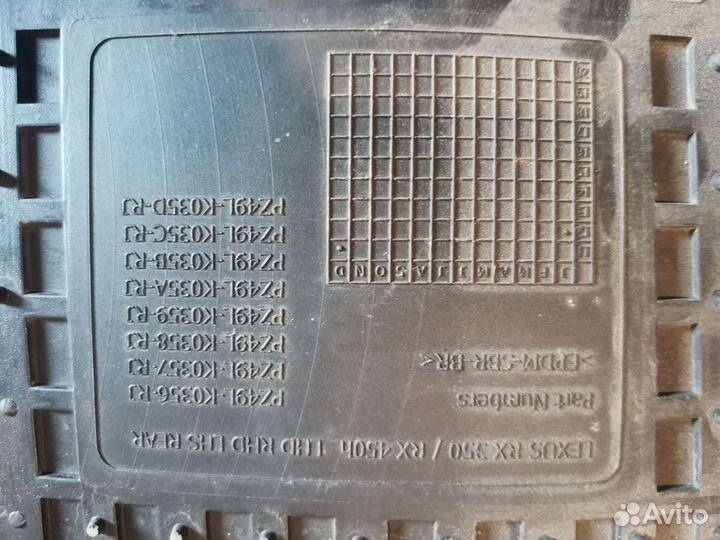 LEXUS RX 350 / RX 450h LHD RHD LHS REAR
Part Numbers
>EPDM-SBR-BR<
PZ49L-K0356-RJ
PZ49L-K0357-RJ
PZ49L-K0358-RJ
PZ49L-K0359-RJ
PZ49L-K035A-RJ
PZ49L-K035B-RJ
PZ49L-K035C-RJ
PZ49L-K035D-RJ
J F M A M J J A S O N D
Avito